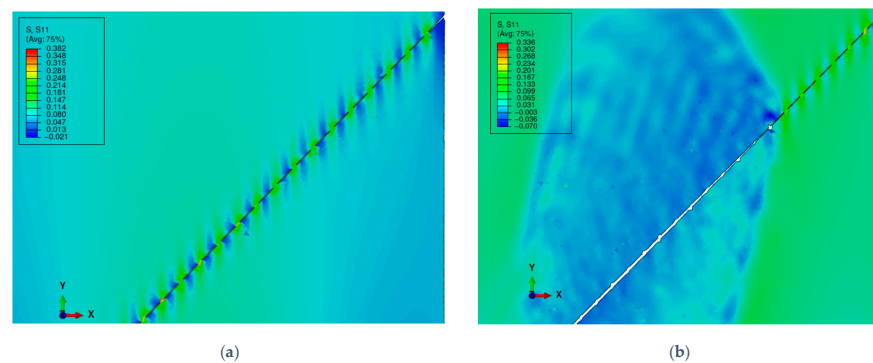 S, S11
(Avg: 75%)
0.382
0.348
0.315
0.281
0.248
0.214
0.181
0.147
0.114
0.080
0.047
0.013
−0.021
Y
X
(a)
S, S11
(Avg: 75%)
0.336
0.302
0.268
0.234
0.201
0.167
0.133
0.099
0.065
0.031
−0.003
−0.036
−0.070
Y
X
(b)